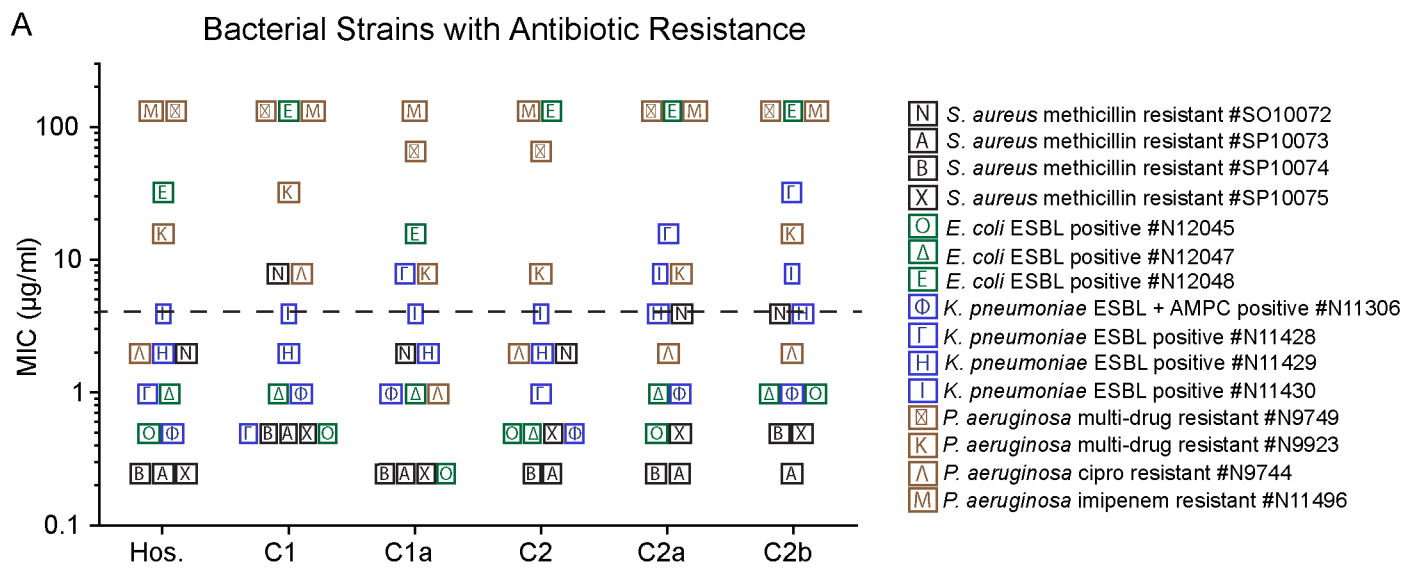 A
Bacterial Strains with Antibiotic Resistance
MIC (µg/ml)
100
10
1
0.1
M ☒
☒ E M
M
M E
☒ E M
☒ E M
☒
☒
E
K
Γ
K
E
Γ
K
N Λ
Γ K
K
I K
I
I
I
I
I
H N
N H
Λ H N
H
N H
Λ H N
Λ
Λ
Γ Δ
Δ Φ
Φ Δ Λ
Γ
Δ Φ
Δ Φ O
O Φ
Γ B A X O
O Δ X Φ
O X
B X
B A X
B A X O
B A
B A
A
Hos.
C1
C1a
C2
C2a
C2b
N S. aureus methicillin resistant #SO10072
A S. aureus methicillin resistant #SP10073
B S. aureus methicillin resistant #SP10074
X S. aureus methicillin resistant #SP10075
O E. coli ESBL positive #N12045
Δ E. coli ESBL positive #N12047
E E. coli ESBL positive #N12048
Φ K. pneumoniae ESBL + AMPC positive #N11306
Γ K. pneumoniae ESBL positive #N11428
H K. pneumoniae ESBL positive #N11429
I K. pneumoniae ESBL positive #N11430
☒ P. aeruginosa multi-drug resistant #N9749
K P. aeruginosa multi-drug resistant #N9923
Λ P. aeruginosa cipro resistant #N9744
M P. aeruginosa imipenem resistant #N11496